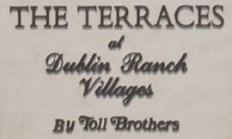 THE TERRACES
at
Dublin Ranch
Villages
By Toll Brothers